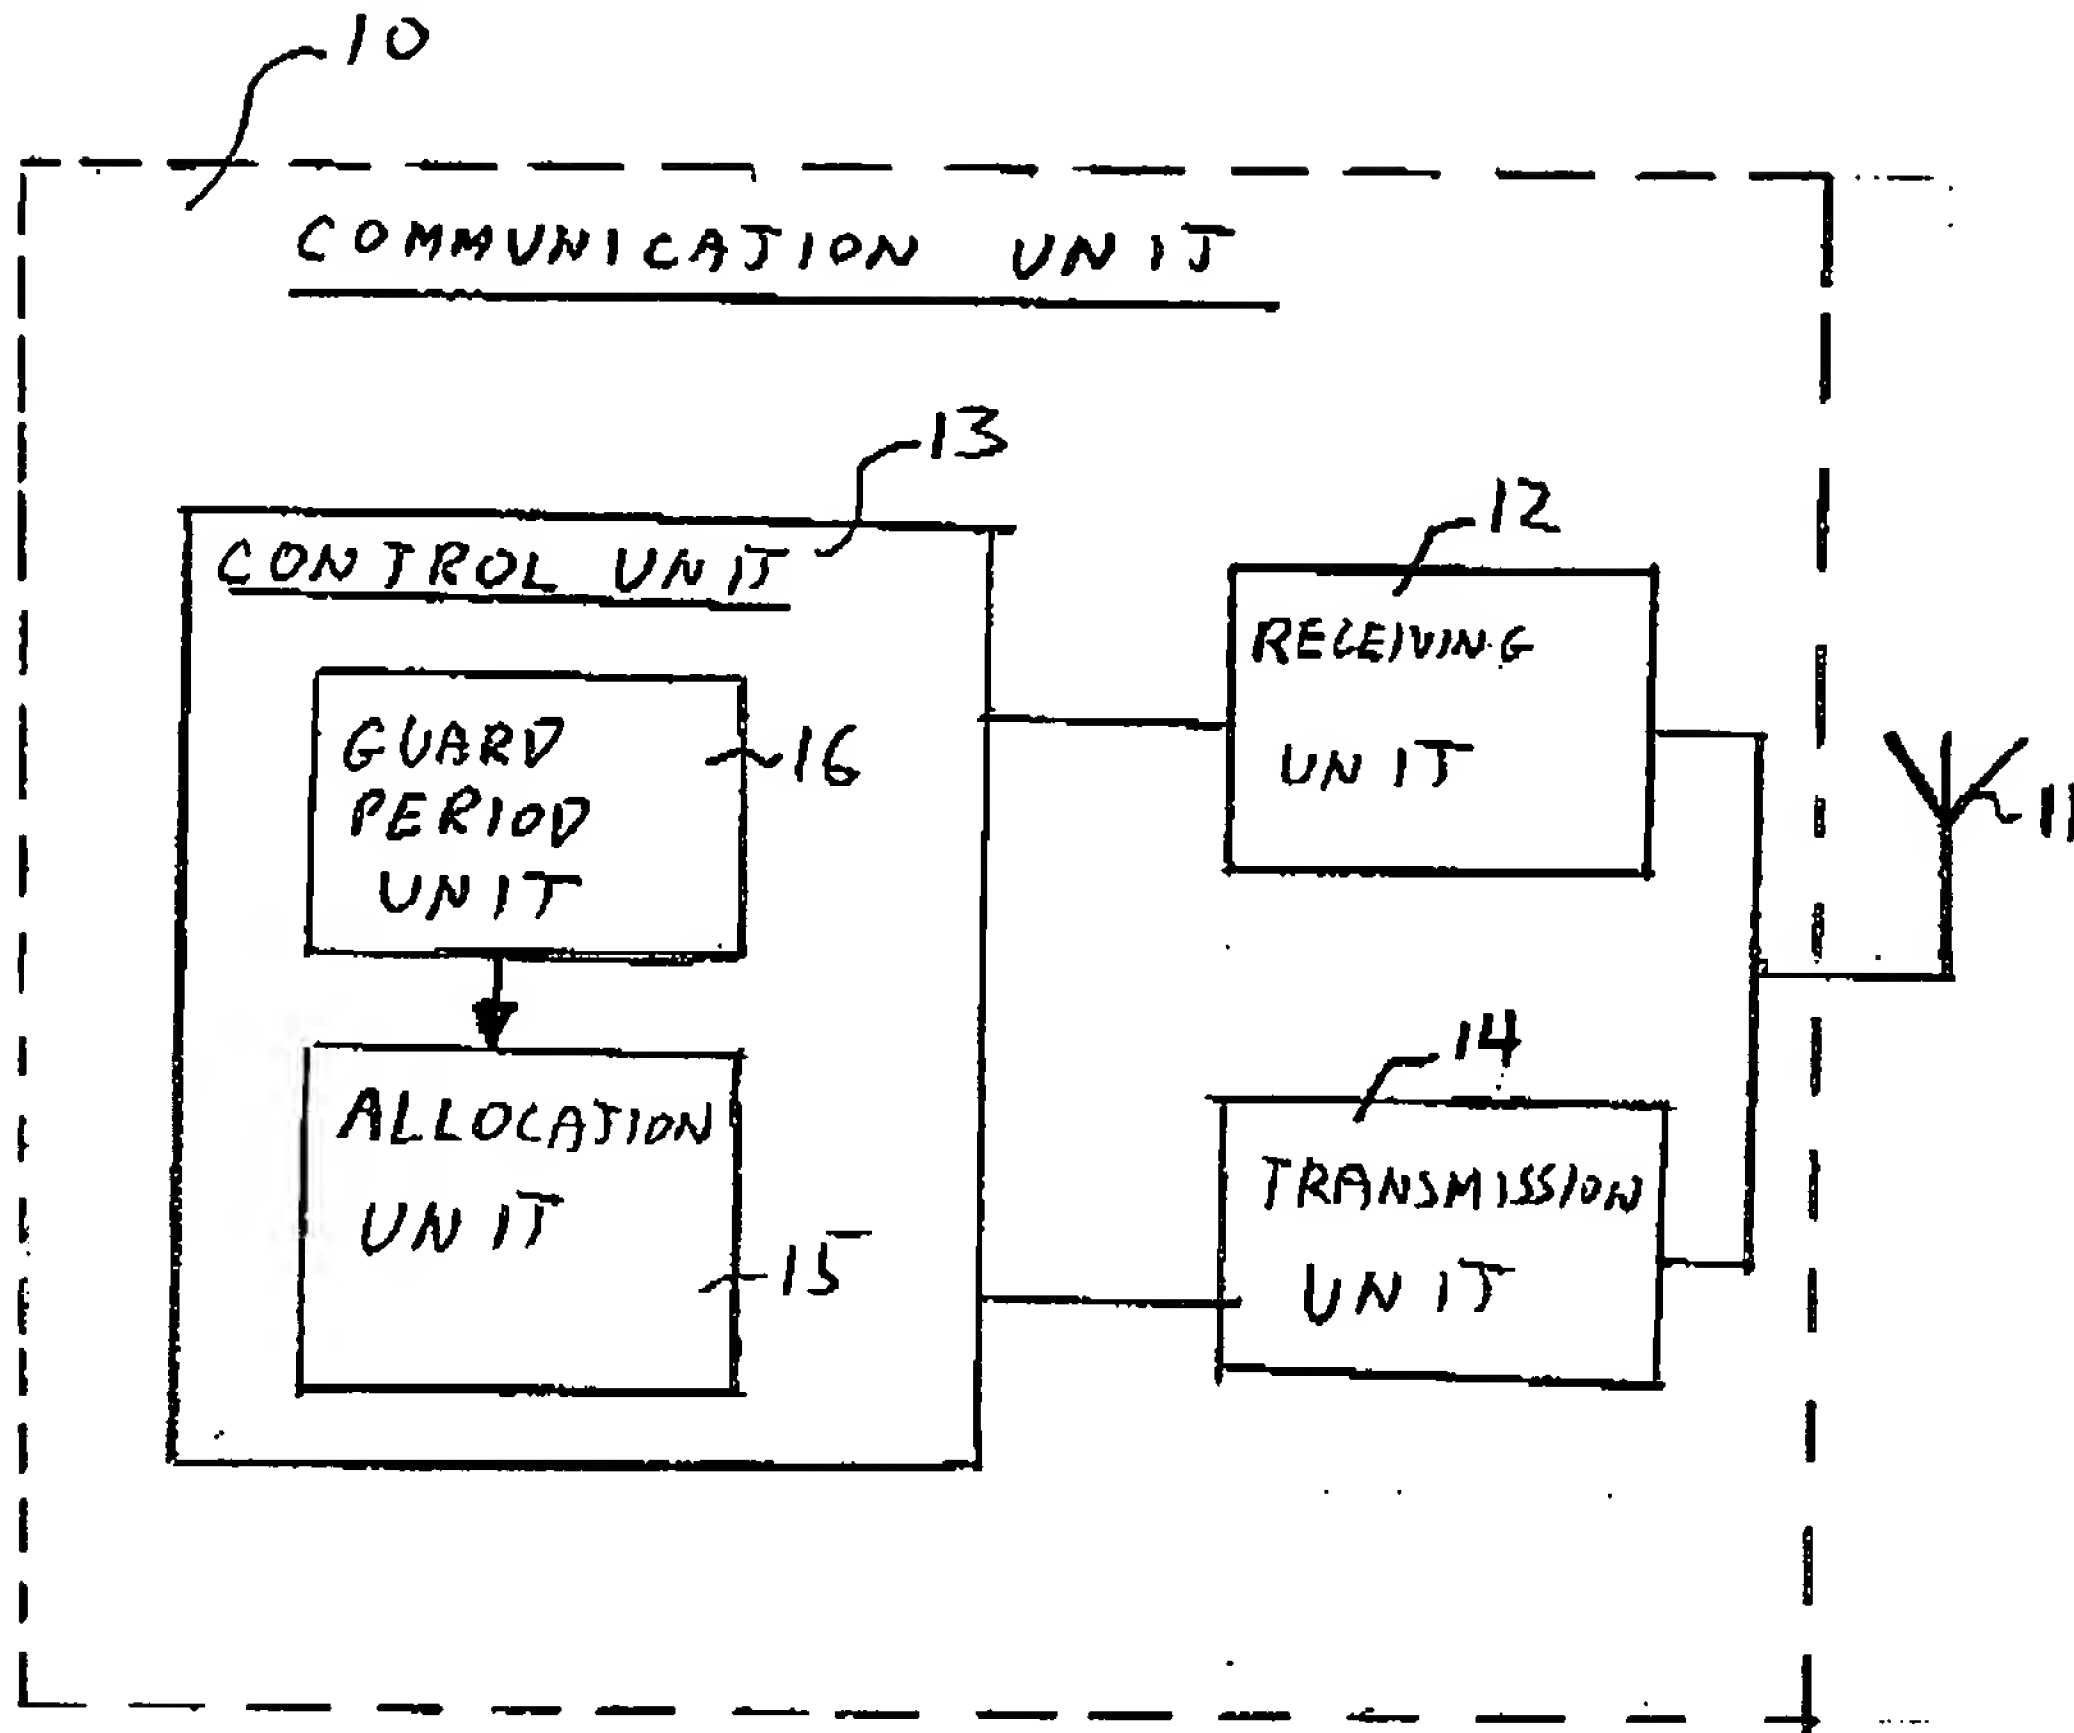 10
COMMUNICATION UNIT
13
CONTROL UNIT
12
RECEIVING
UNIT
GUARD
PERIOD
UNIT
16
11
14
ALLOCATION
UNIT
15
TRANSMISSION
UNIT